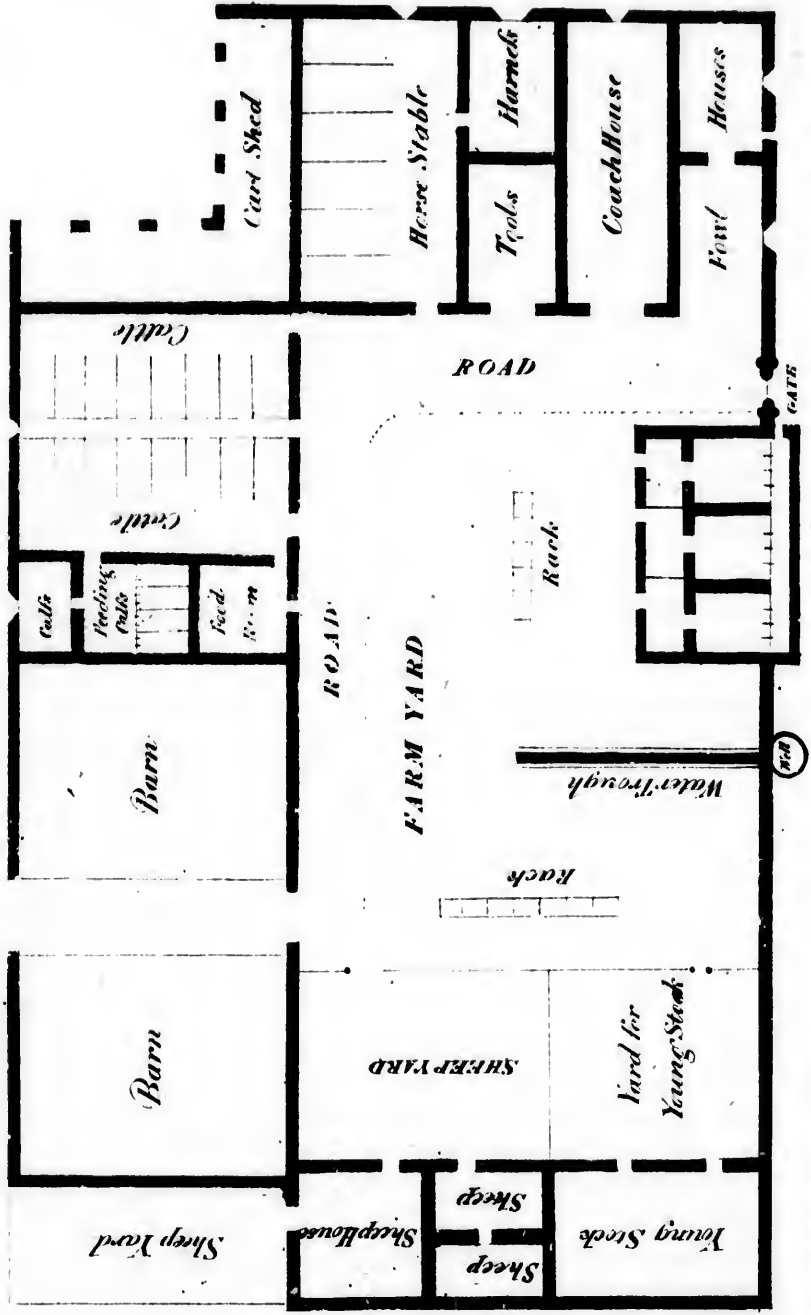 Cart Shed
Horse Stable
Harness
Tools
Coach House
Houses
Fowl
Cattle
Cattle
ROAD
GATE
Calfs
Feeding
Calfs
Food
Room
ROAD
Rack
FARM YARD
Barn
Water Trough
Well
Rack
Barn
SHEEP YARD
Yard for
Young Stock
Sheep Yard
Sheep House
Sheep
Sheep
Young Stock